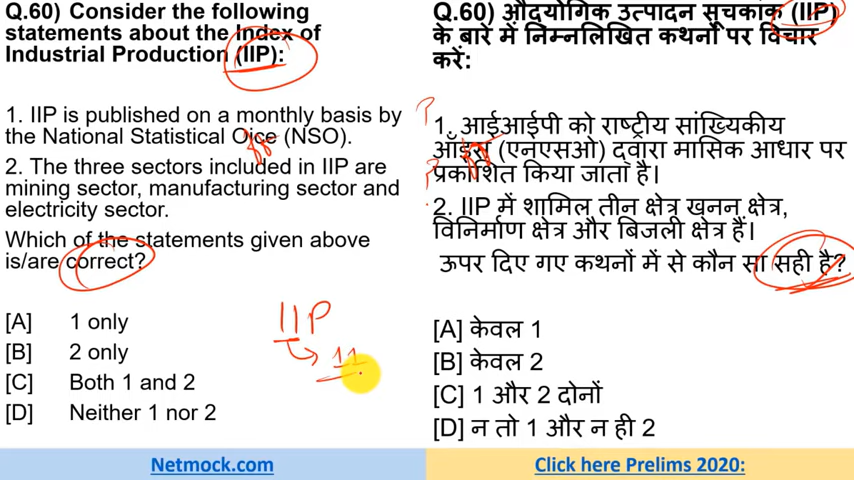 Q.60) Consider the following
statements about the Index of
Industrial Production (IIP):
1. IIP is published on a monthly basis by
the National Statistical Oice (NSO).
2. The three sectors included in IIP are
mining sector, manufacturing sector and
electricity sector.
Which of the statements given above
is/are correct?
[A] 1 only
[B] 2 only
[C] Both 1 and 2
[D] Neither 1 nor 2
IIP
11
Netmock.com
Q.60) औद्योगिक उत्पादन सूचकांक (IIP)
के बारे में निम्नलिखित कथनों पर विचार
करें:
1. आईआईपी को राष्ट्रीय सांख्यिकीय
(एनएसओ) द्वारा मासिक आधार पर
प्रकाशित किया जाता है।
2. IIP में शामिल तीन क्षेत्र खनन क्षेत्र,
विनिर्माण क्षेत्र और बिजली क्षेत्र हैं।
ऊपर दिए गए कथनों में से कौन सा सही है?
[A] केवल 1
[B] केवल 2
[C] 1 और 2 दोनों
[D] न तो 1 और न ही 2
Click here Prelims 2020: